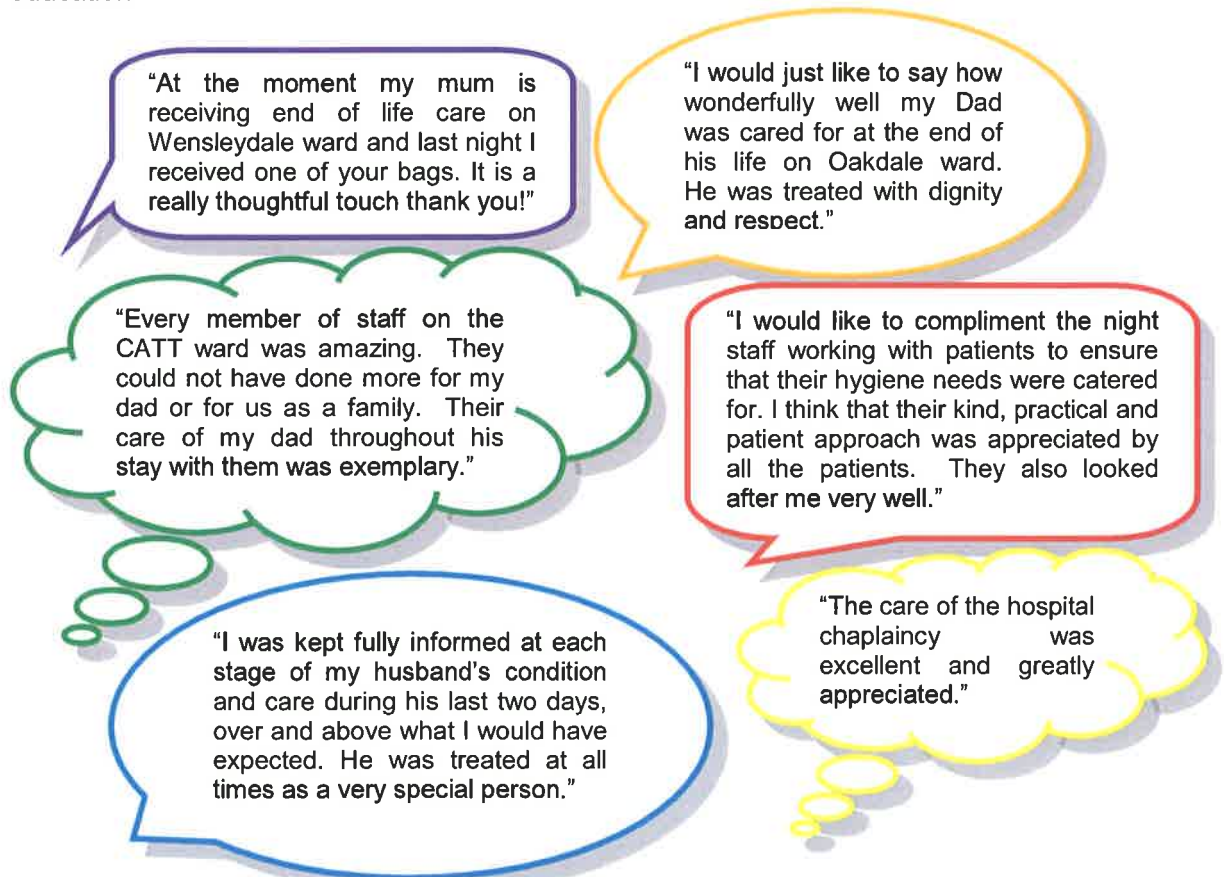 “At the moment my mum is
receiving end of life care on
Wensleydale ward and last night I
received one of your bags. It is a
really thoughtful touch thank you!”
“I would just like to say how
wonderfully well my Dad
was cared for at the end of
his life on Oakdale ward.
He was treated with dignity
and respect.”
“Every member of staff on the
CATT ward was amazing. They
could not have done more for my
dad or for us as a family. Their
care of my dad throughout his
stay with them was exemplary.”
“I would like to compliment the night
staff working with patients to ensure
that their hygiene needs were catered
for. I think that their kind, practical and
patient approach was appreciated by
all the patients. They also looked
after me very well.”
“I was kept fully informed at each
stage of my husband’s condition
and care during his last two days,
over and above what I would have
expected. He was treated at all
times as a very special person.”
“The care of the hospital
chaplaincy was
excellent and greatly
appreciated.”